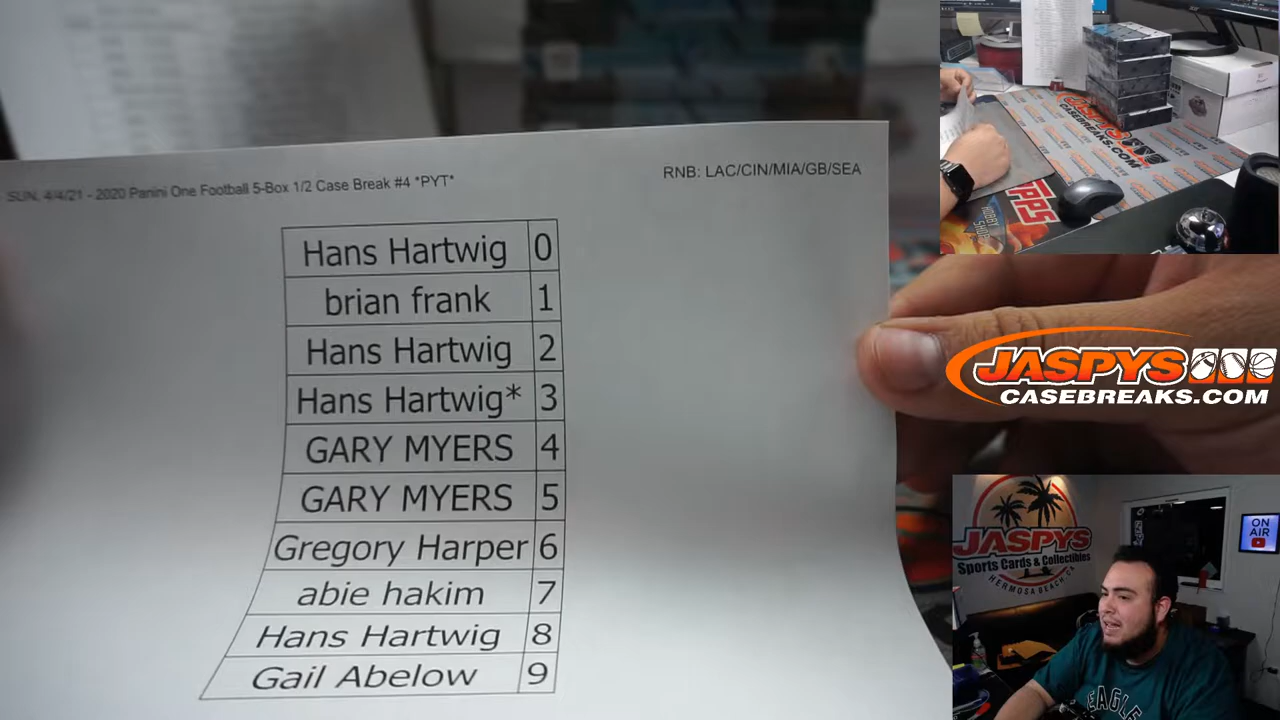 SUN, 4/4/21 - 2020 Panini One Football 5-Box 1/2 Case Break #4 *PYT*
RNB: LAC/CIN/MIA/GB/SEA
Hans Hartwig 0
brian frank 1
Hans Hartwig 2
Hans Hartwig* 3
GARY MYERS 4
GARY MYERS 5
Gregory Harper 6
abie hakim 7
Hans Hartwig 8
Gail Abelow 9
JASPYS
CASEBREAKS.COM
JASPYS
Sports Cards & Collectibles
HERMOSA BEACH, CA
ON
AIR
EAGLE